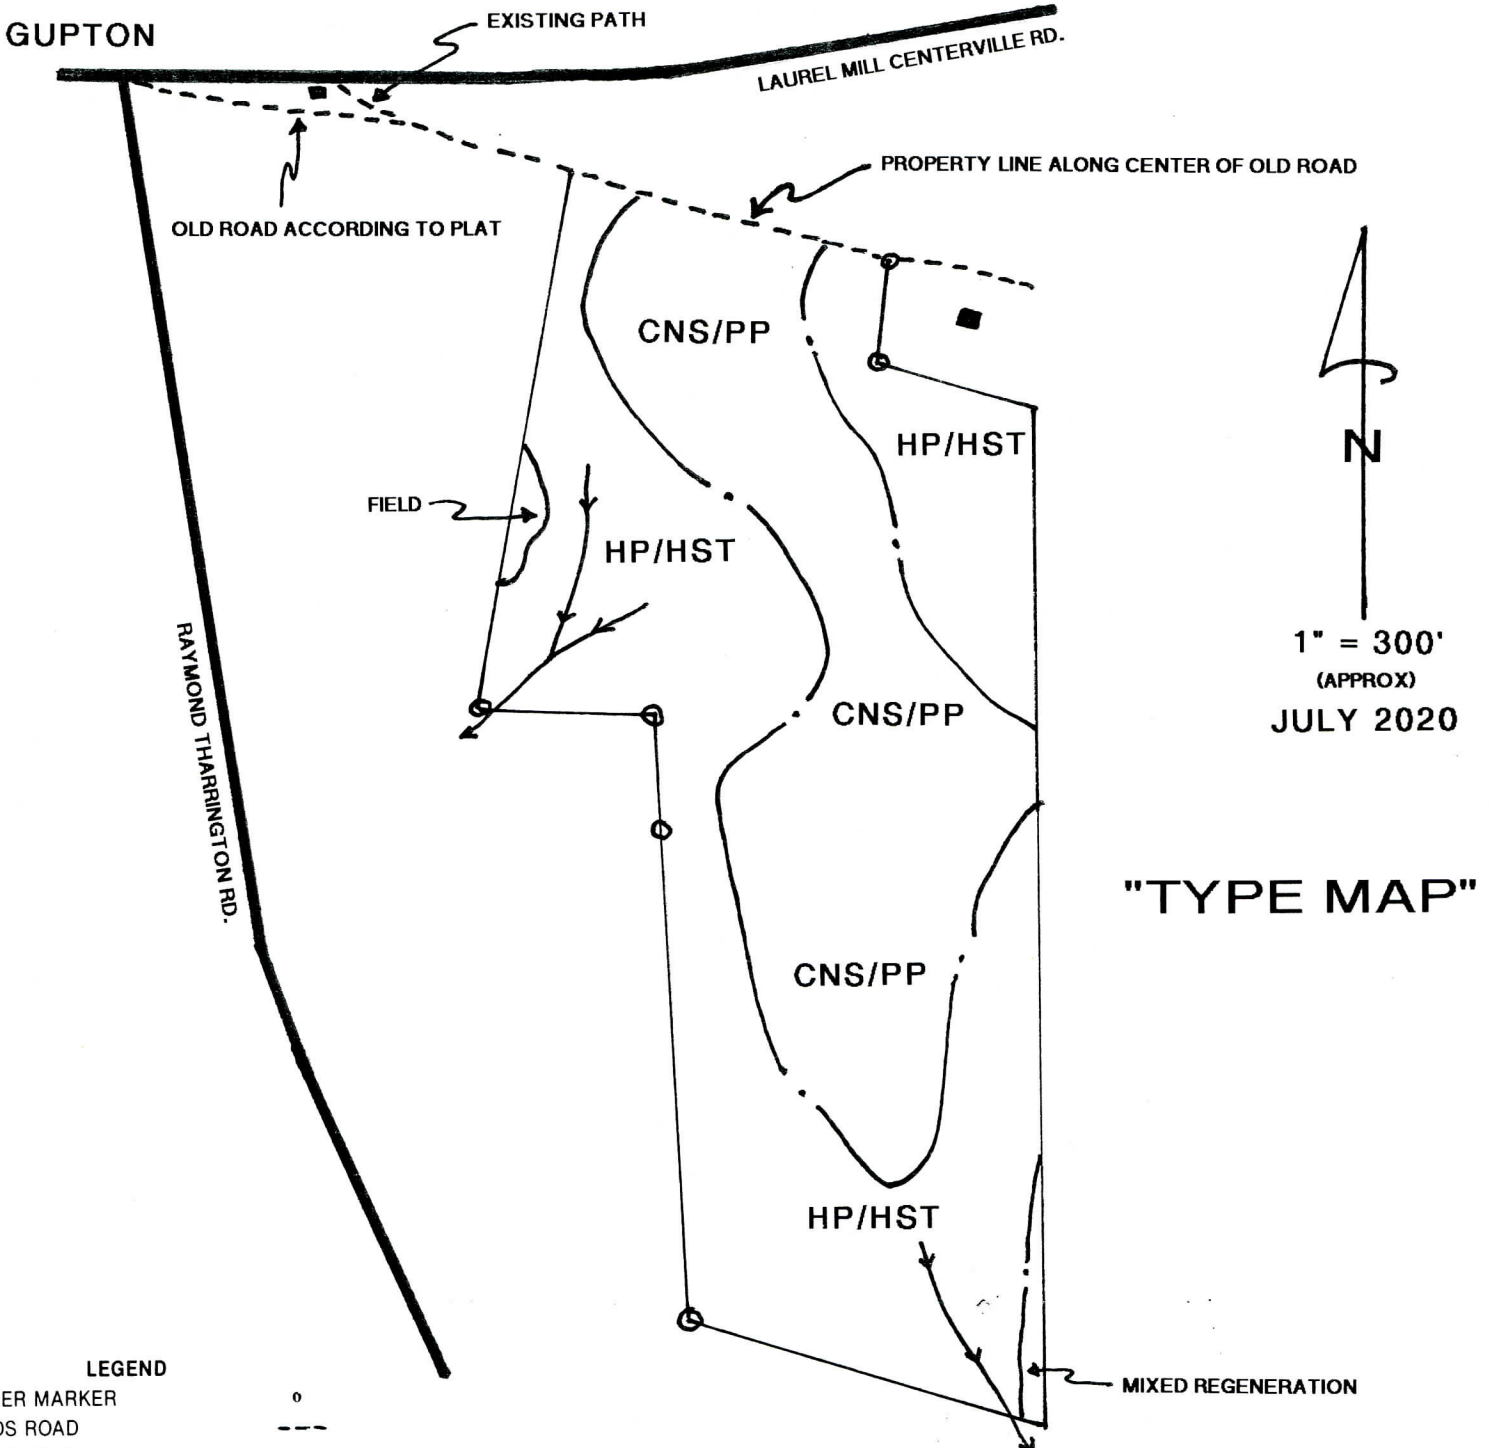 GUPTON
EXISTING PATH
LAUREL MILL CENTERVILLE RD.
PROPERTY LINE ALONG CENTER OF OLD ROAD
OLD ROAD ACCORDING TO PLAT
CNS/PP
HP/HST
N
FIELD
HP/HST
RAYMOND THARRINGTON RD.
1" = 300'
(APPROX)
JULY 2020
CNS/PP
"TYPE MAP"
CNS/PP
HP/HST
MIXED REGENERATION
LEGEND
ER MARKER
DS ROAD